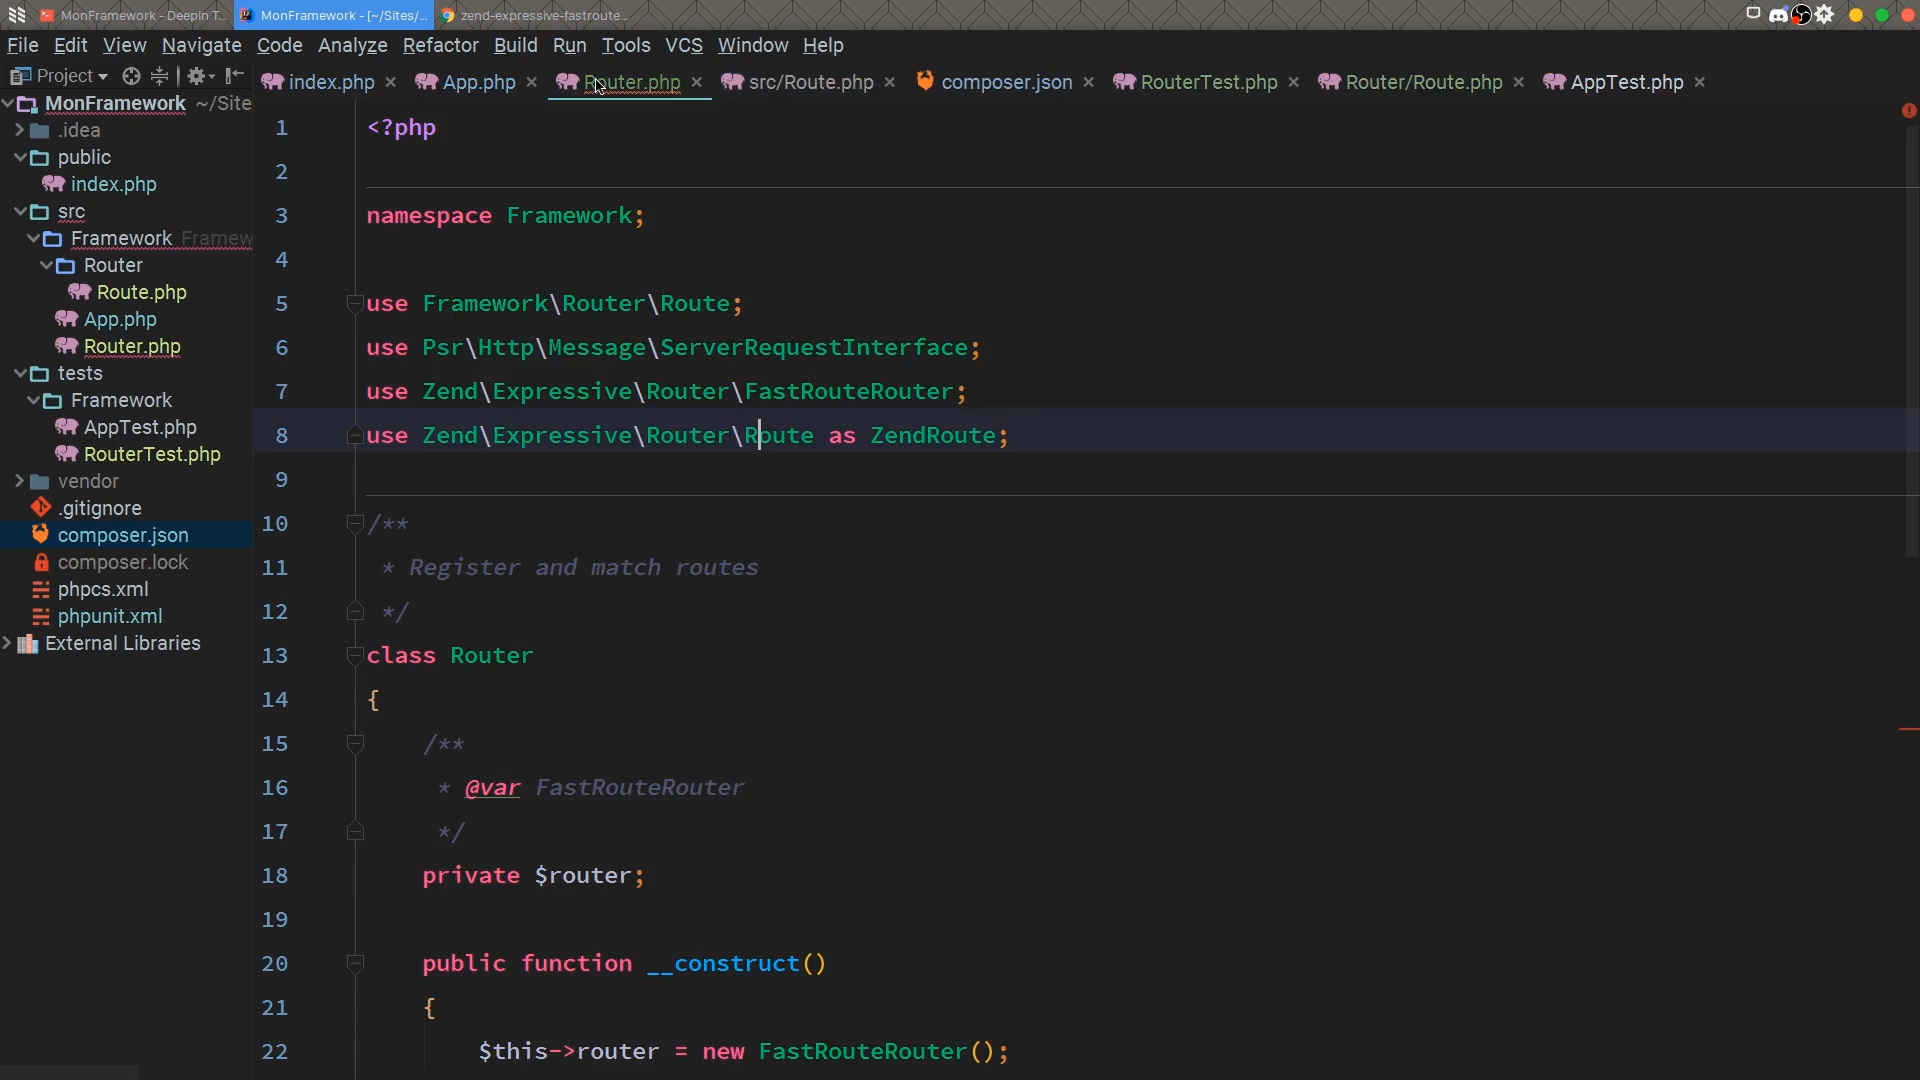 MonFramework - Deepin T...
MonFramework - [~/Sites/...
zend-expressive-fastroute...
File Edit View Navigate Code Analyze Refactor Build Run Tools VCS Window Help
Project
index.php
App.php
Router.php
src/Route.php
composer.json
RouterTest.php
Router/Route.php
AppTest.php
MonFramework ~/Site
.idea
public
index.php
src
Framework Framew
Router
Route.php
App.php
Router.php
tests
Framework
AppTest.php
RouterTest.php
vendor
.gitignore
composer.json
composer.lock
phpcs.xml
phpunit.xml
External Libraries
1 <?php
2
3 namespace Framework;
4
5 use Framework\Router\Route;
6 use Psr\Http\Message\ServerRequestInterface;
7 use Zend\Expressive\Router\FastRouteRouter;
8 use Zend\Expressive\Router\Route as ZendRoute;
9
10 /**
11 * Register and match routes
12 */
13 class Router
14 {
15 /**
16 * @var FastRouteRouter
17 */
18 private $router;
19
20 public function __construct()
21 {
22 $this->router = new FastRouteRouter();